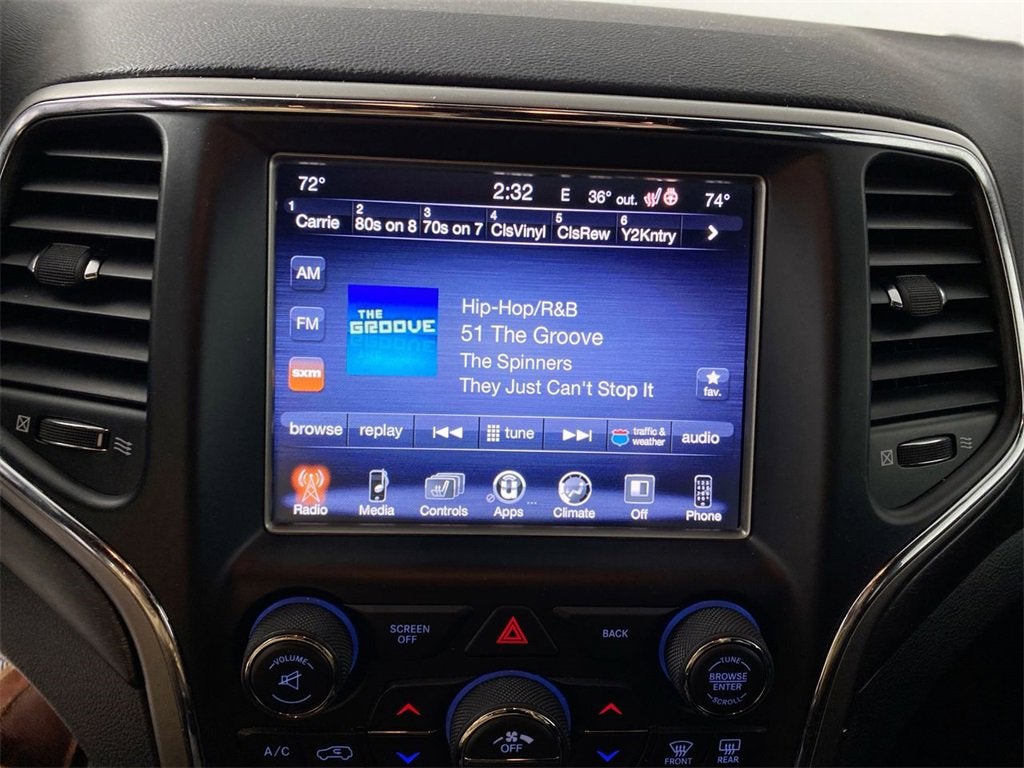 72° 2:32 E 36° out. 74°
1 Carrie 2 80s on 8 3 70s on 7 4 ClsVinyl 5 ClsRew 6 Y2Kntry
AM
FM
sxm
THE
GROOVE
Hip-Hop/R&B
51 The Groove
The Spinners
They Just Can't Stop It
fav.
browse replay tune traffic & weather audio
Radio Media Controls Apps Climate Off Phone
VOLUME
SCREEN
OFF
BACK
TUNE
BROWSE
ENTER
SCROLL
A/C
OFF
FRONT
REAR